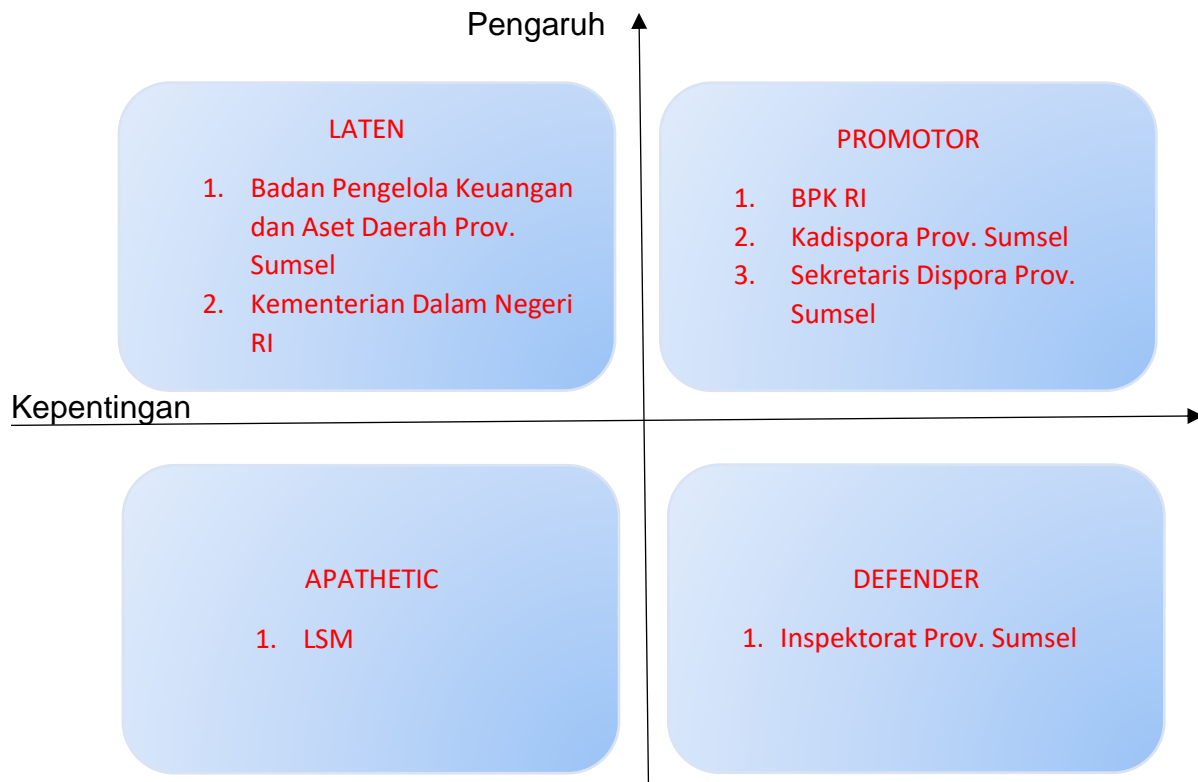 Pengaruh
LATEN
1. Badan Pengelola Keuangan
dan Aset Daerah Prov.
Sumsel
2. Kementerian Dalam Negeri
RI
PROMOTOR
1. BPK RI
2. Kadispora Prov. Sumsel
3. Sekretaris Dispora Prov.
Sumsel
Kepentingan
APATHETIC
1. LSM
DEFENDER
1. Inspektorat Prov. Sumsel